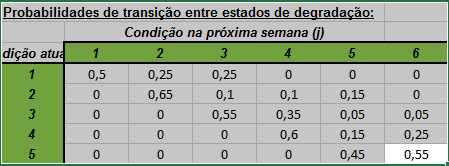 Probabilidades de transição entre estados de degradação:
Condição na próxima semana (j)
dição atua 1 2 3 4 5 6
1 0,5 0,25 0,25 0 0 0
2 0 0,65 0,1 0,1 0,15 0
3 0 0 0,55 0,35 0,05 0,05
4 0 0 0 0,6 0,15 0,25
5 0 0 0 0 0,45 0,55